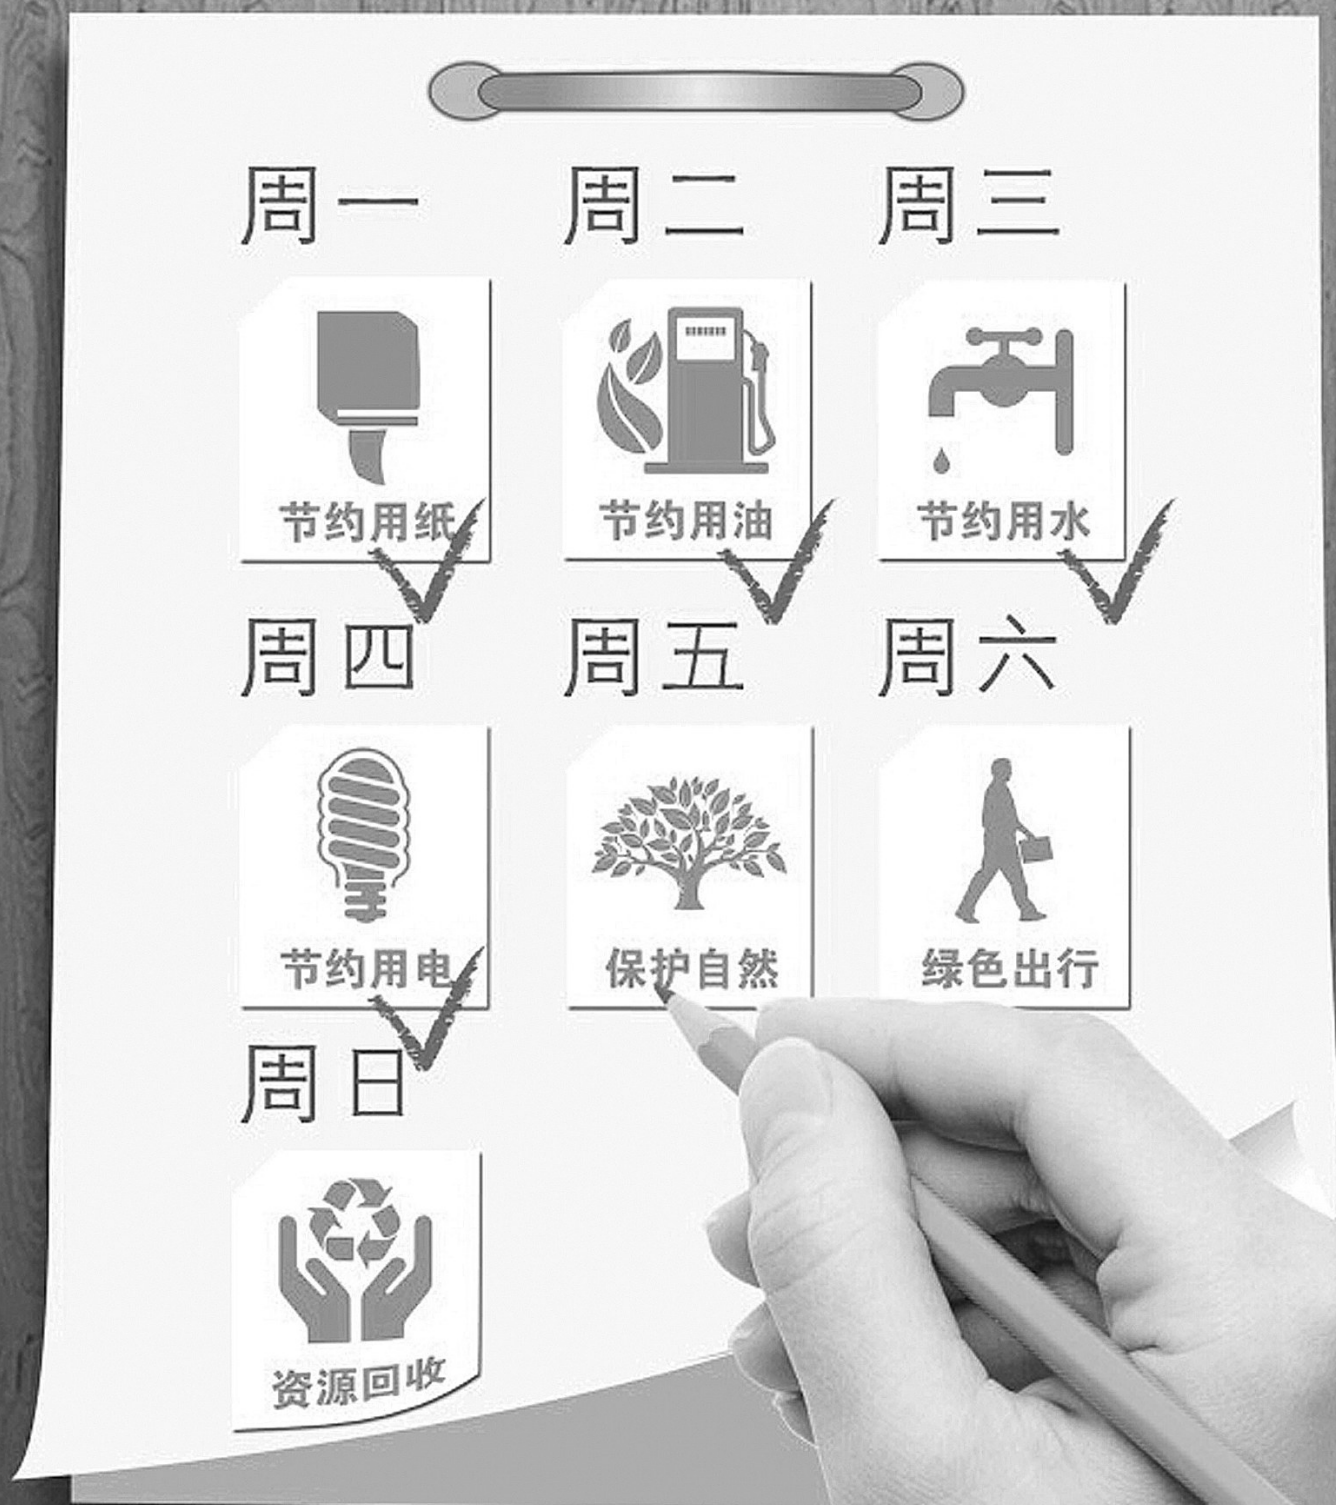 周一 周二 周三
节约用纸 节约用油 节约用水
周四 周五 周六
节约用电 保护自然 绿色出行
周日
资源回收